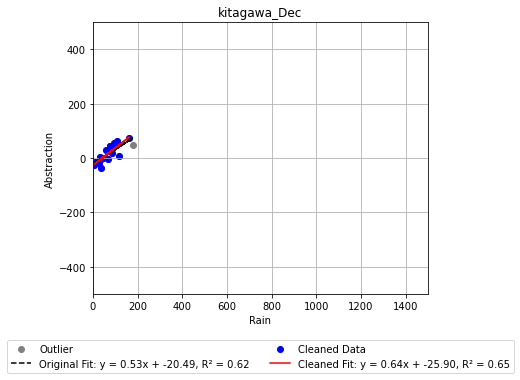 kitagawa_Dec
400
200
0
−200
−400
Abstraction
0 200 400 600 800 1000 1200 1400
Rain
Outlier
Original Fit: y = 0.53x + -20.49, R² = 0.62
Cleaned Data
Cleaned Fit: y = 0.64x + -25.90, R² = 0.65